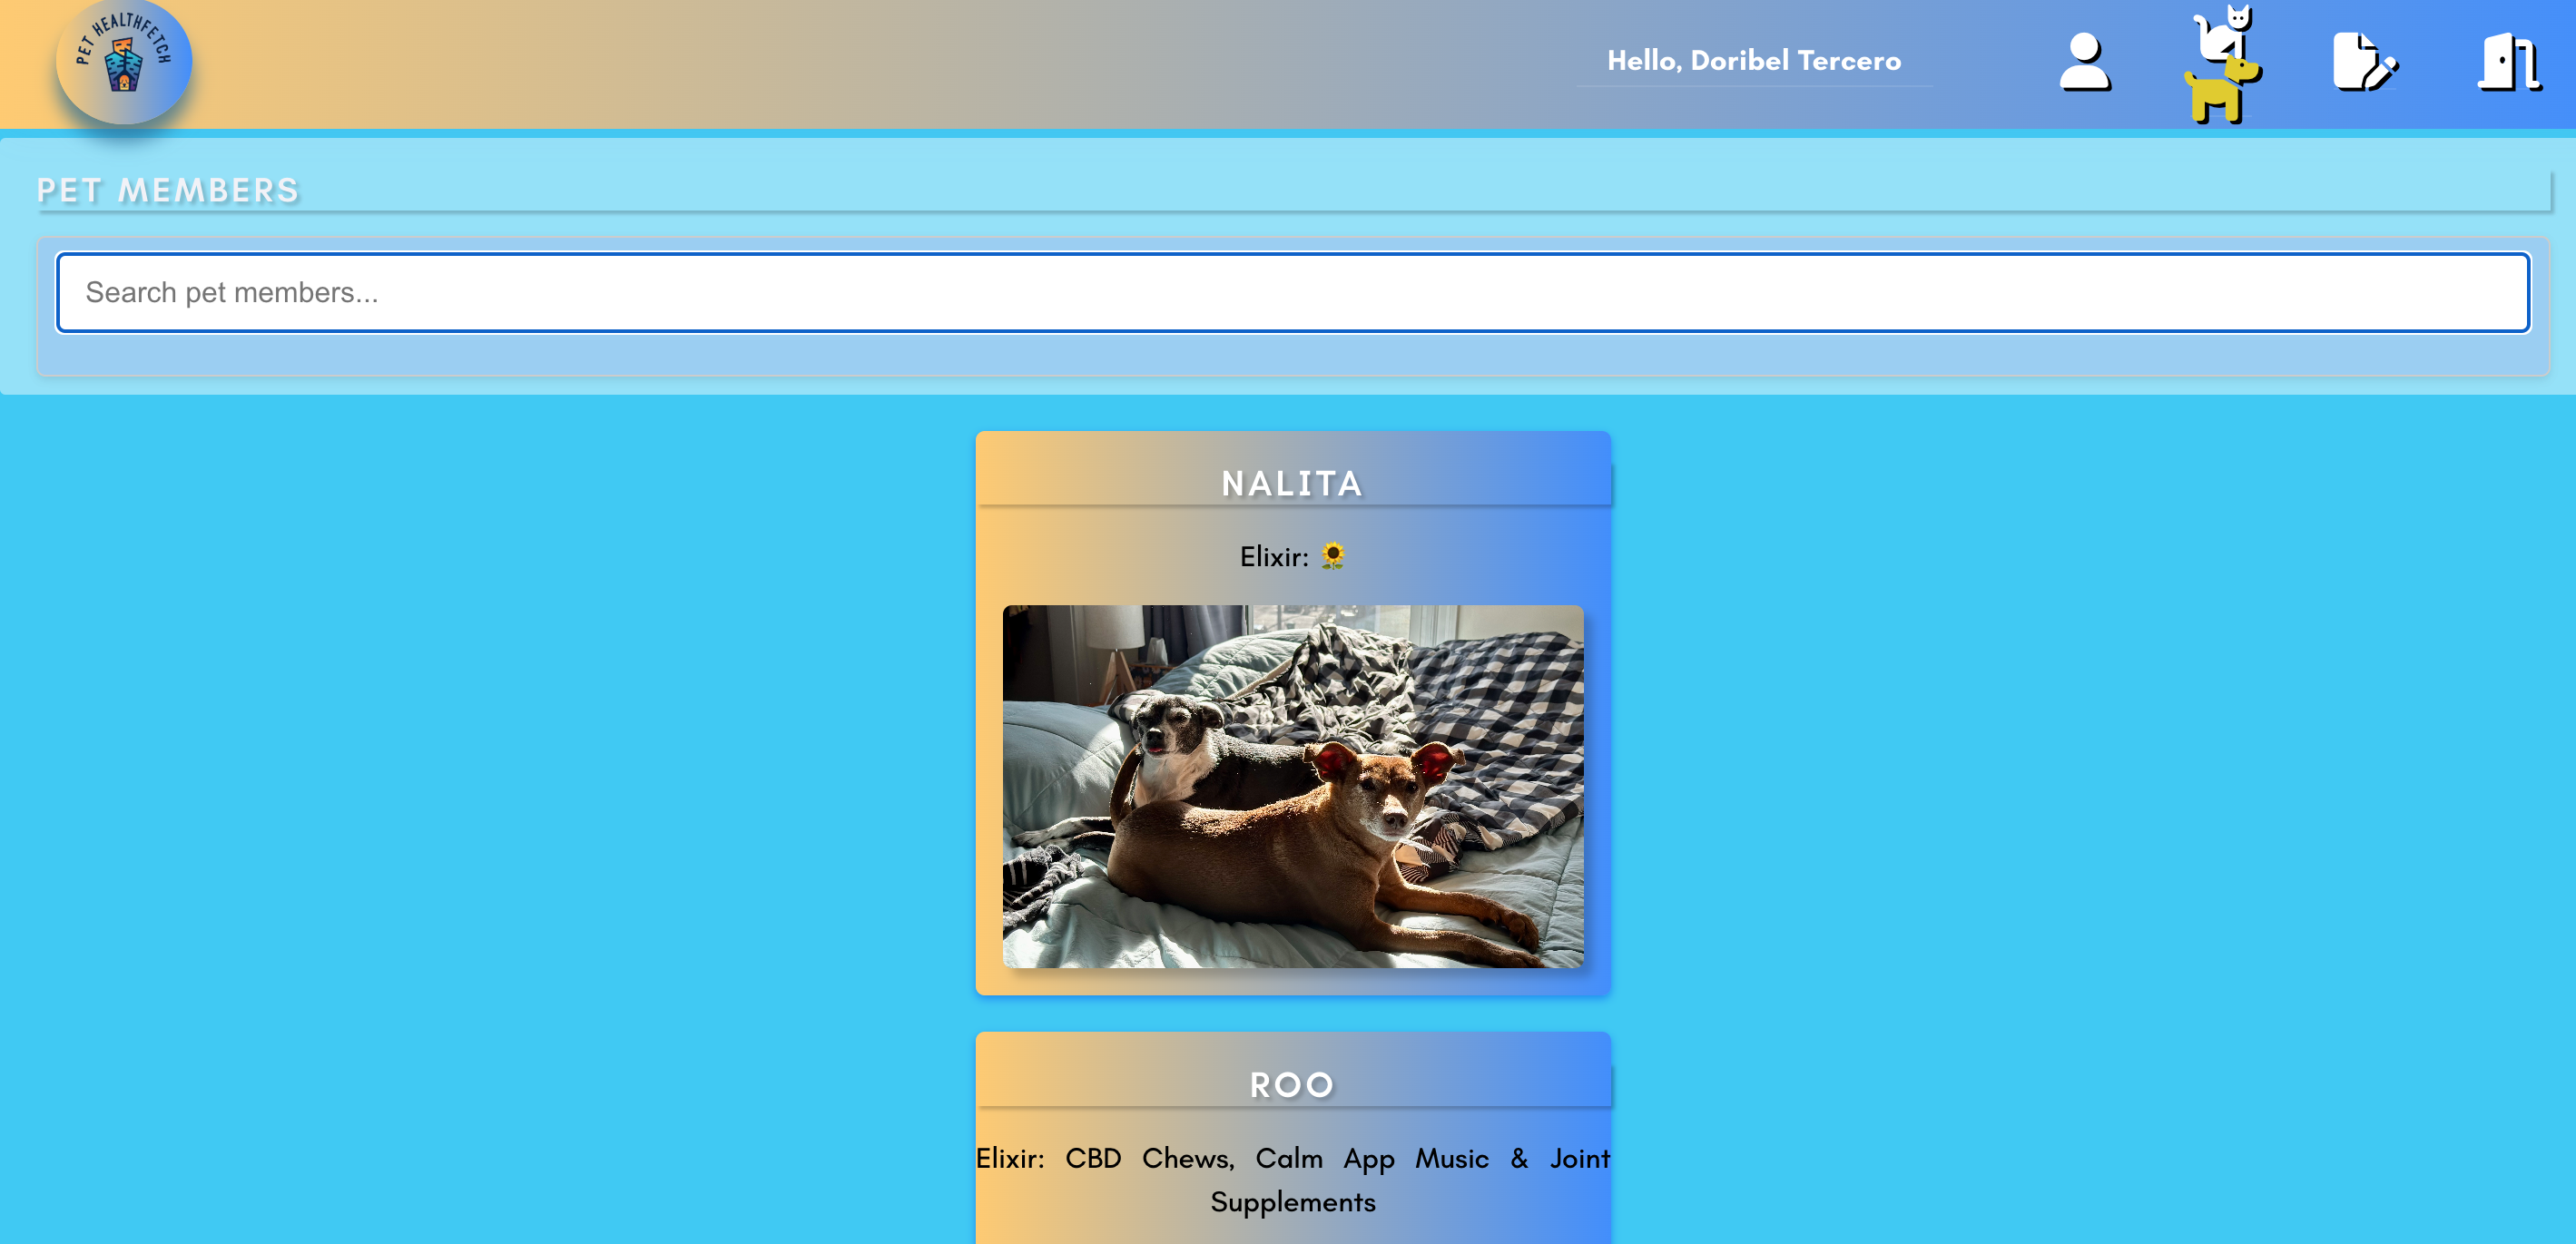 PET HEALTHFETCH
Hello, Doribel Tercero
PET MEMBERS
Search pet members...
NALITA
Elixir: 🌻
ROO
Elixir: CBD Chews, Calm App Music & Joint
Supplements